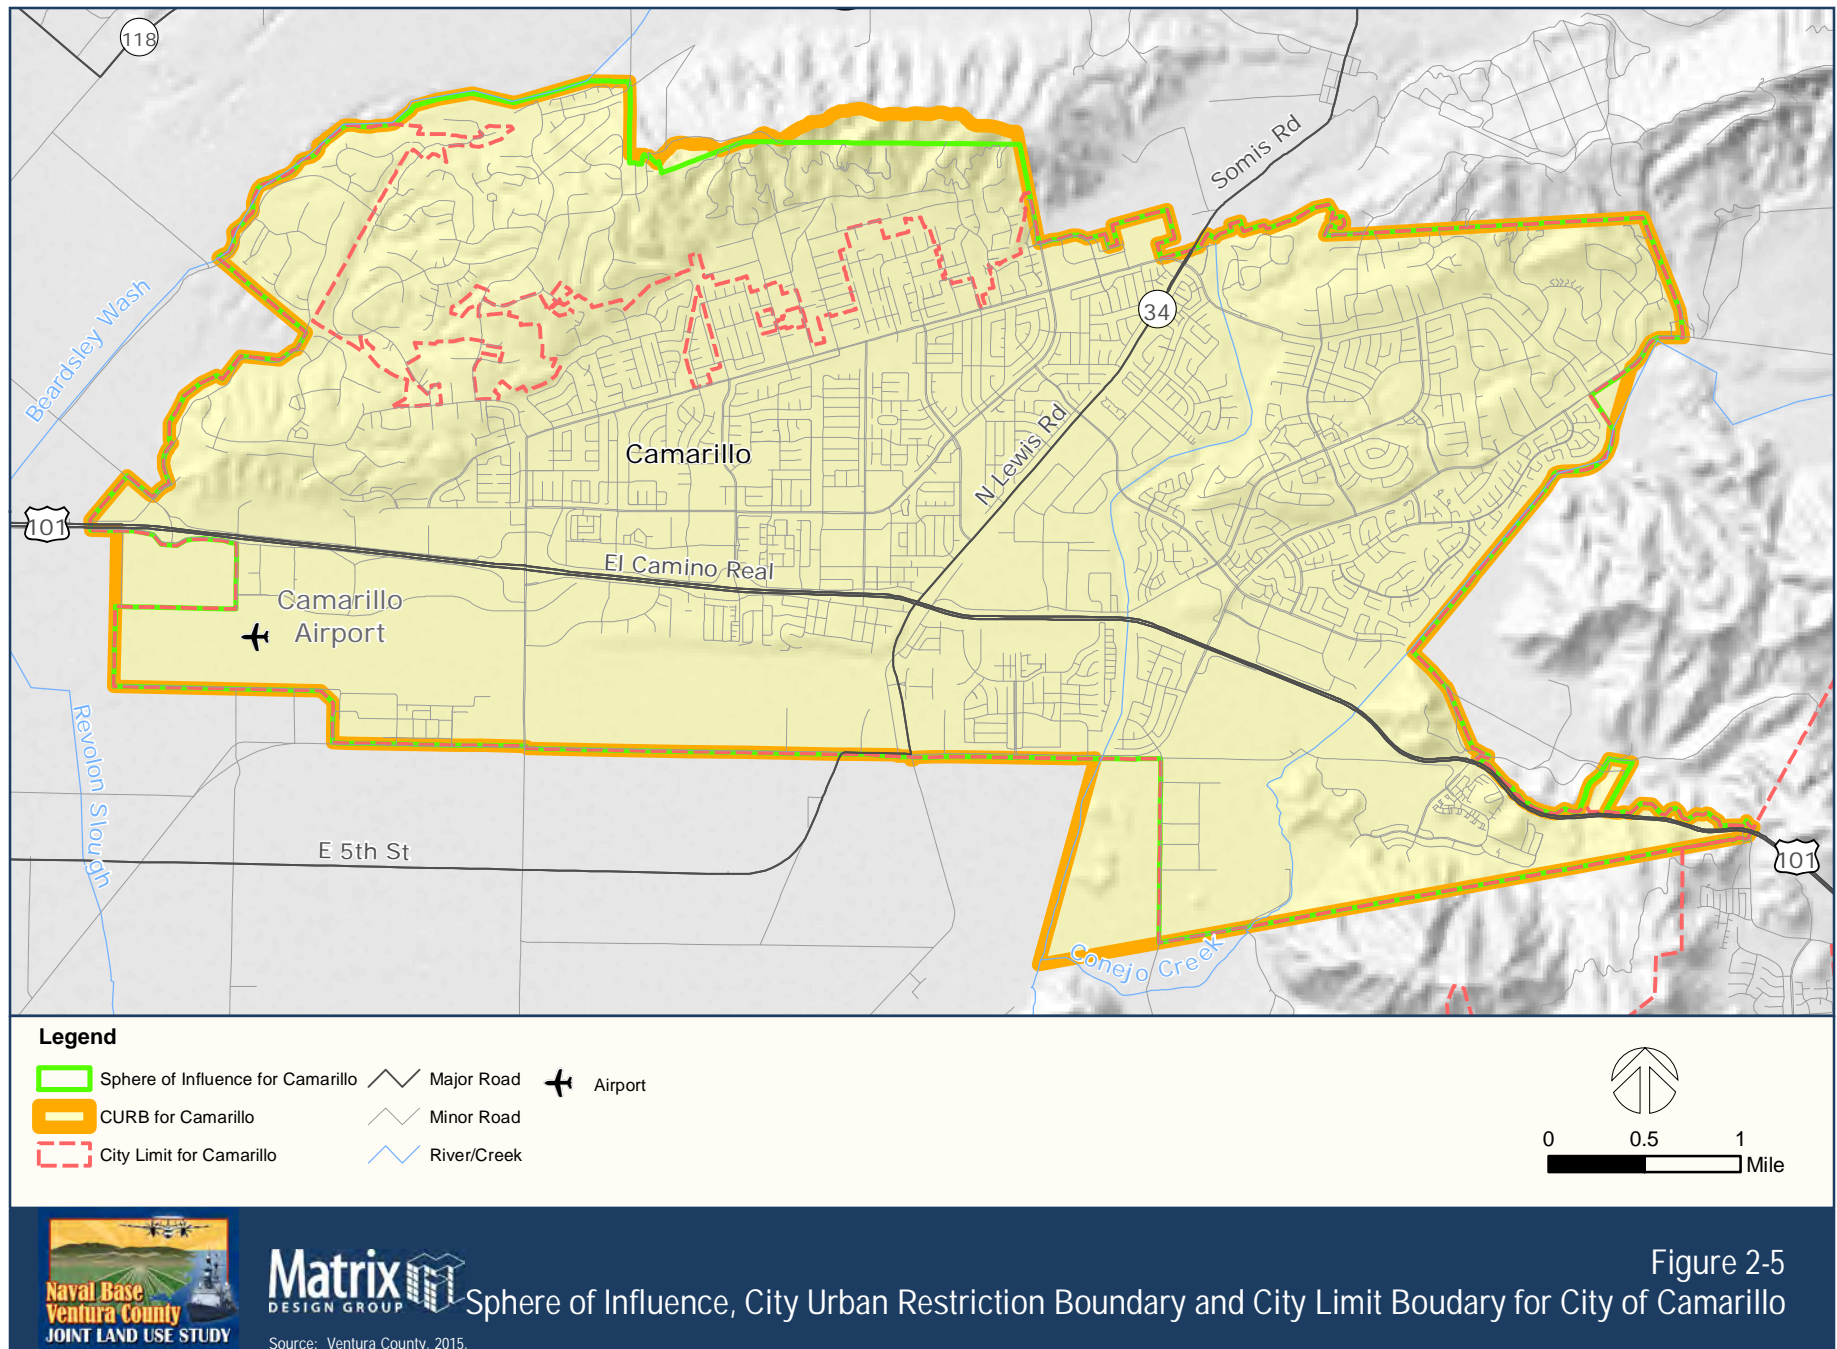 118
Somis Rd
Beardsley Wash
34
Camarillo
N Lewis Rd
101
El Camino Real
Camarillo
Airport
Revolon Slough
E 5th St
101
Conejo Creek
Legend
Sphere of Influence for Camarillo
Major Road
Airport
CURB for Camarillo
Minor Road
City Limit for Camarillo
River/Creek
0 0.5 1
Mile
Naval Base
Ventura County
JOINT LAND USE STUDY
Matrix
DESIGN GROUP
Figure 2-5
Sphere of Influence, City Urban Restriction Boundary and City Limit Boudary for City of Camarillo
Source: Ventura County, 2015.